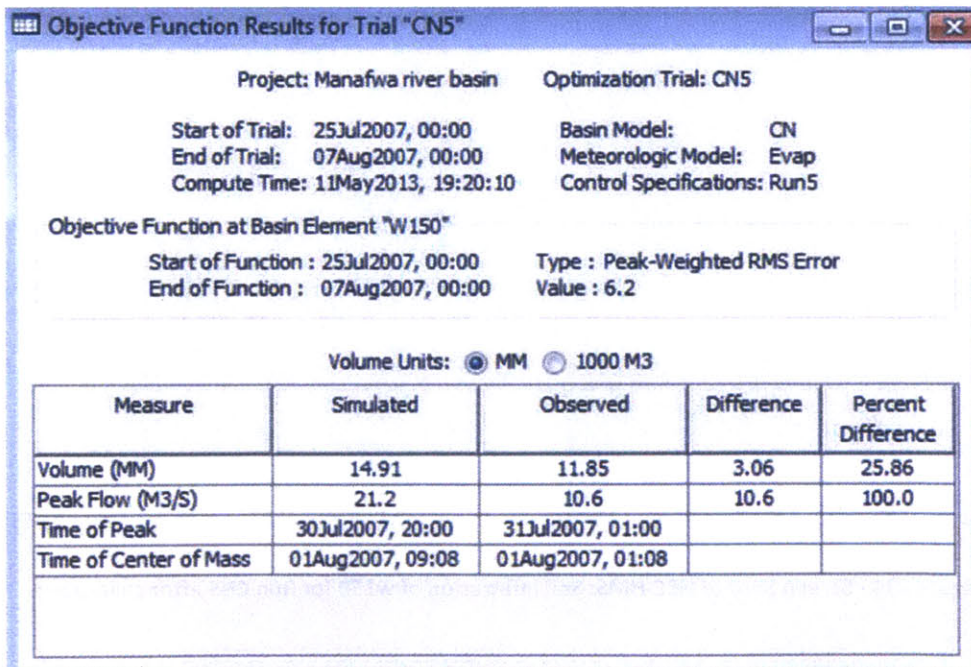 Objective Function Results for Trial "CN5"
Project: Manafwa river basin Optimization Trial: CN5
Start of Trial: 25Jul2007, 00:00 Basin Model: CN
End of Trial: 07Aug2007, 00:00 Meteorologic Model: Evap
Compute Time: 11May2013, 19:20:10 Control Specifications: Run5
Objective Function at Basin Element "W150"
Start of Function : 25Jul2007, 00:00 Type : Peak-Weighted RMS Error
End of Function : 07Aug2007, 00:00 Value : 6.2
Volume Units: MM 1000 M3
Measure Simulated Observed Difference Percent Difference
Volume (MM) 14.91 11.85 3.06 25.86
Peak Flow (M3/S) 21.2 10.6 10.6 100.0
Time of Peak 30Jul2007, 20:00 31Jul2007, 01:00
Time of Center of Mass 01Aug2007, 09:08 01Aug2007, 01:08